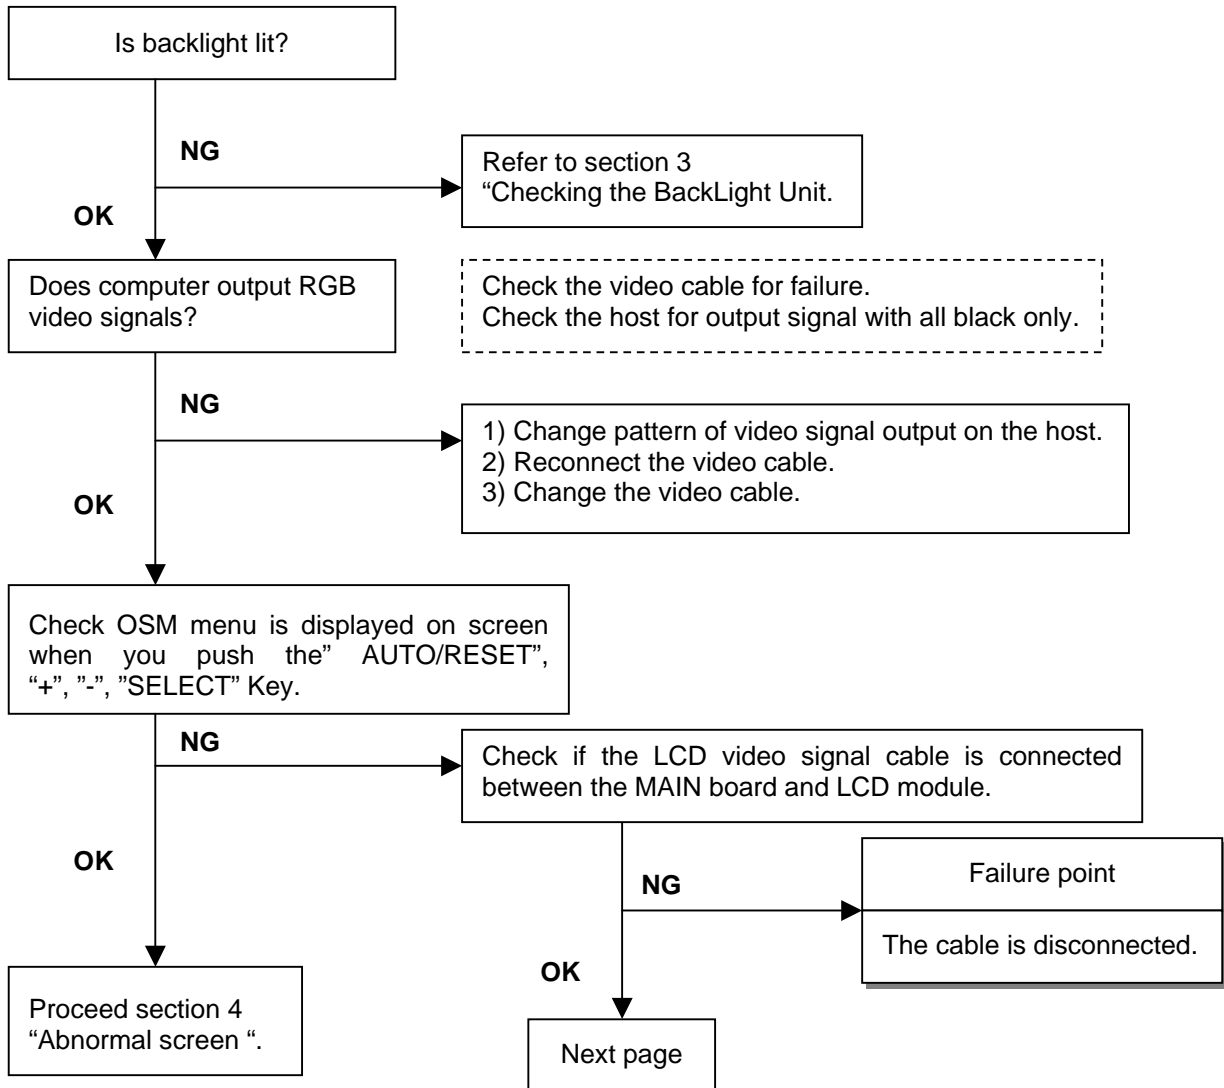 Is backlight lit?
NG
Refer to section 3
“Checking the BackLight Unit.
OK
Does computer output RGB
video signals?
Check the video cable for failure.
Check the host for output signal with all black only.
NG
1) Change pattern of video signal output on the host.
2) Reconnect the video cable.
3) Change the video cable.
OK
Check OSM menu is displayed on screen
when you push the” AUTO/RESET”,
“+”, ”-”, ”SELECT” Key.
NG
Check if the LCD video signal cable is connected
between the MAIN board and LCD module.
OK
NG
Failure point
The cable is disconnected.
OK
Proceed section 4
“Abnormal screen “.
Next page